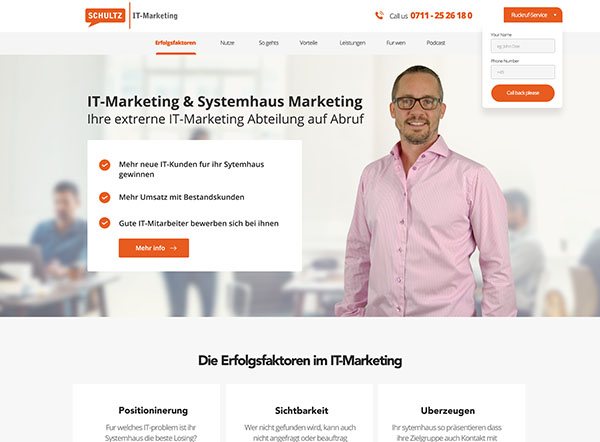 SCHULTZ IT-Marketing
Call us 0711 - 25 26 18 0
Ruckruf-Service
Your Name
eg: John Doe
Phone Number
+49
Call back please
Erfolgsfaktoren Nutze So gehts Vorteile Leistungen Fur wen Podcast
IT-Marketing & Systemhaus Marketing
Ihre extrerne IT-Marketing Abteilung auf Abruf
Mehr neue IT-Kunden fur ihr Sytemhaus
gewinnen
Mehr Umsatz mit Bestandskunden
Gute IT-Mitarbeiter bewerben sich bei ihnen
Mehr info
Die Erfolgsfaktoren im IT-Marketing
Positioninerung
Fur welches IT-problem ist ihr
Systemhaus die beste Losing?
Sichtbarkeit
Wer nicht gefunden wird, kann auch
nicht angefragt oder beauftrag
Uberzeugen
Ihr sytemhaus so präsentieren dass
ihre Zielgruppe auch Kontakt mit